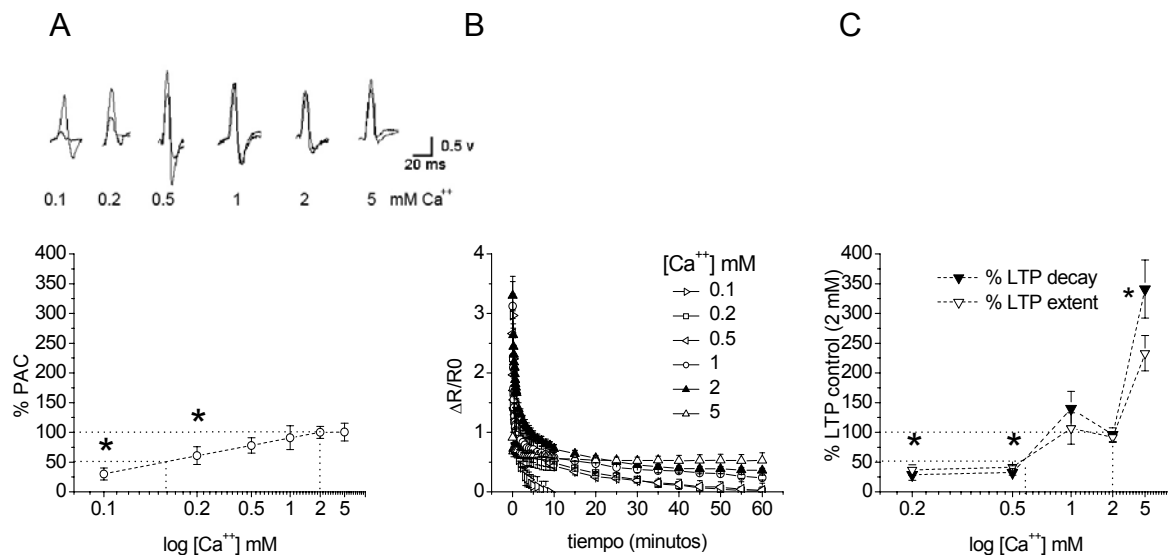 A
B
C
0.5 v
20 ms
0.1 0.2 0.5 1 2 5 mM Ca++
400
350
300
250
200
150
100
50
0
% PAC
*
*
0.1 0.2 0.5 1 2 5
log [Ca++] mM
4
3
2
1
0
ΔR/R0
[Ca++] mM
0.1
0.2
0.5
1
2
5
0 10 20 30 40 50 60
tiempo (minutos)
400
350
300
250
200
150
100
50
0
% LTP control (2 mM)
% LTP decay
% LTP extent
*
*
*
0.2 0.5 1 2 5
log [Ca++] mM